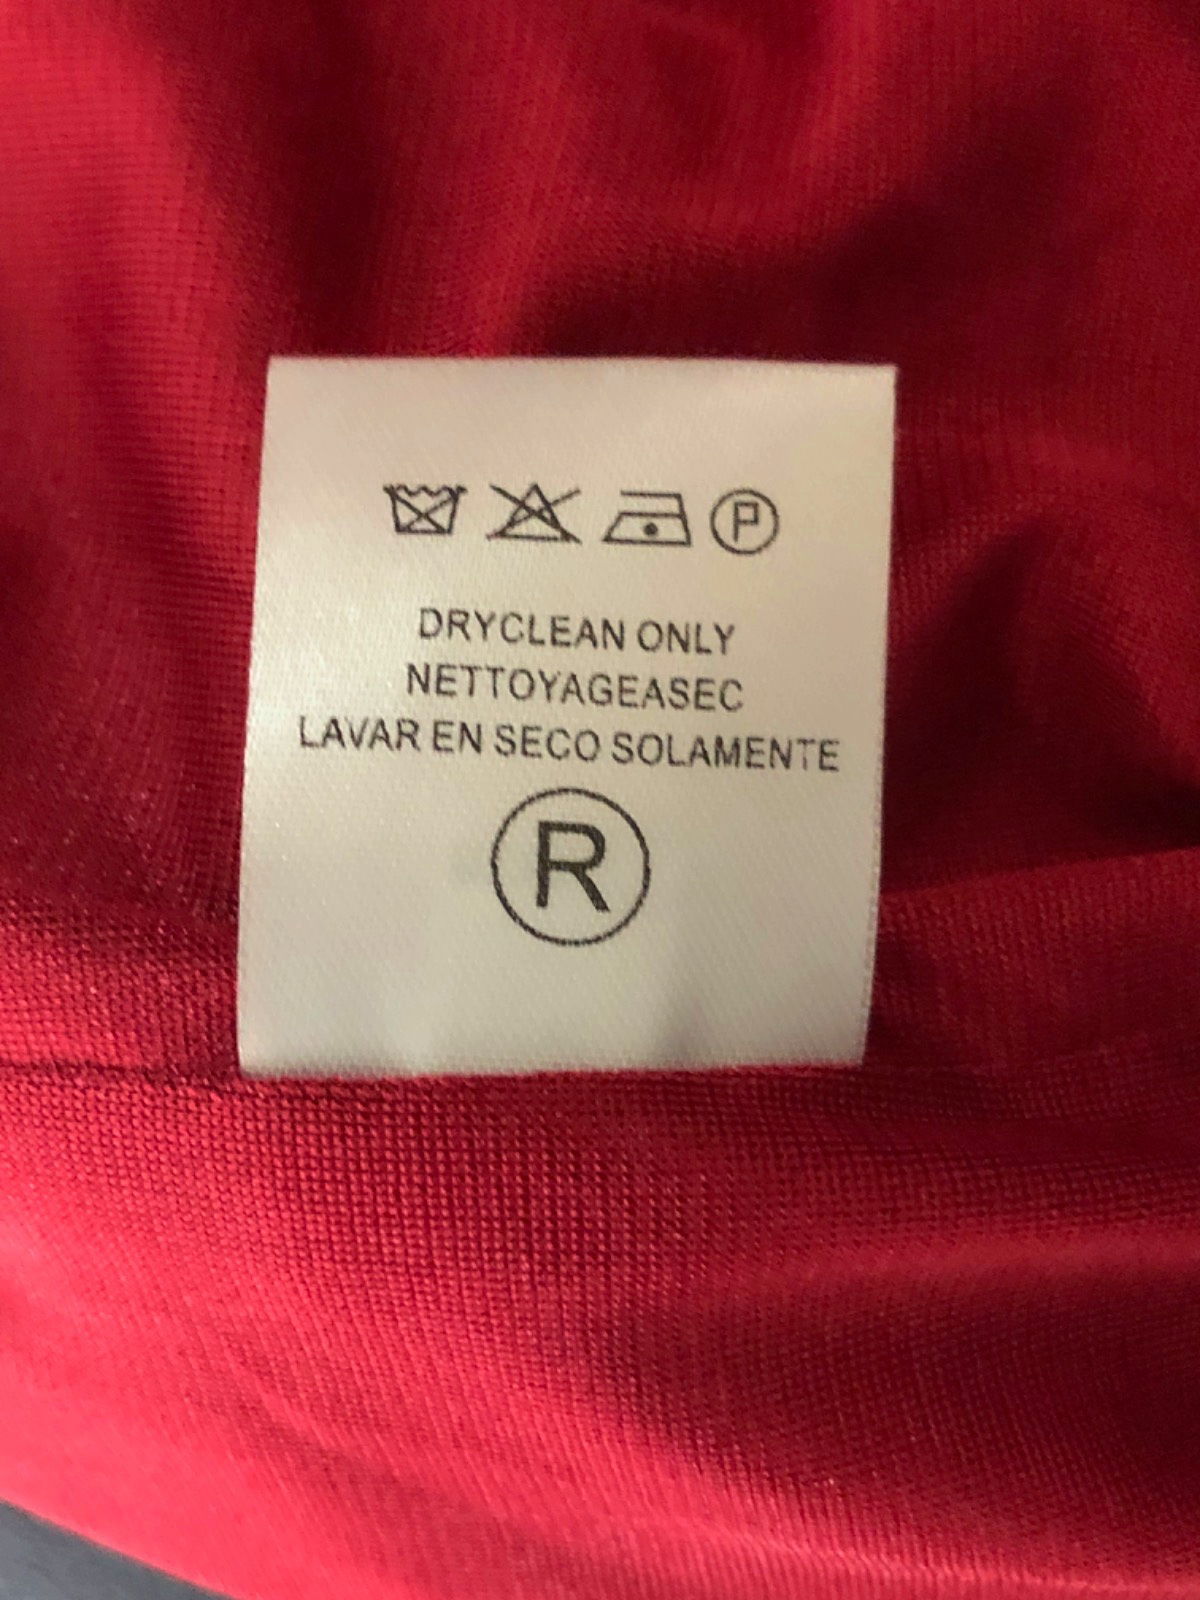 P
DRYCLEAN ONLY
NETTOYAGEASEC
LAVAR EN SECO SOLAMENTE
R